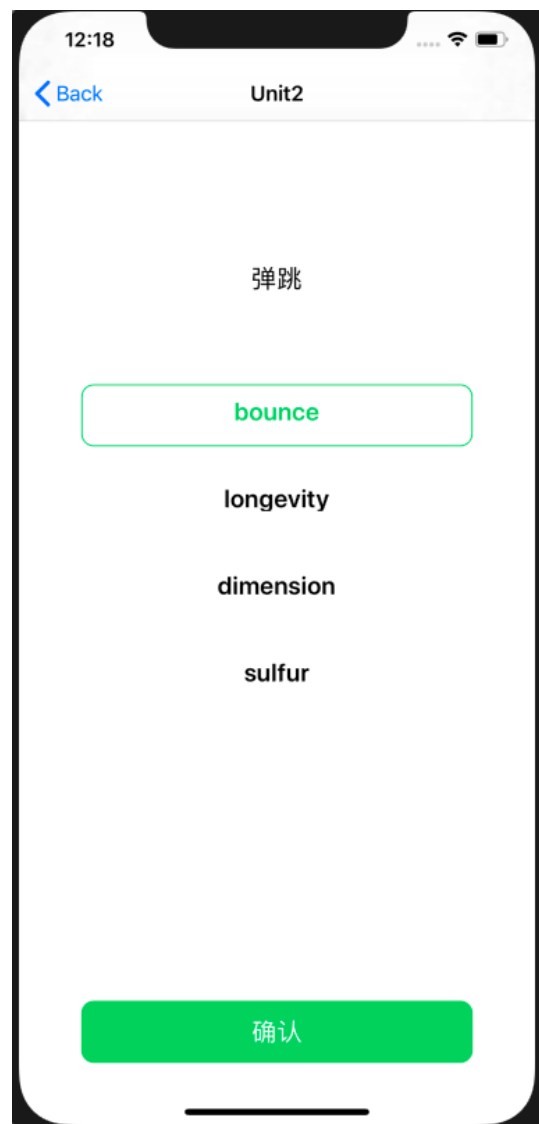 12:18
Back Unit2
弹跳
bounce
longevity
dimension
sulfur
确认